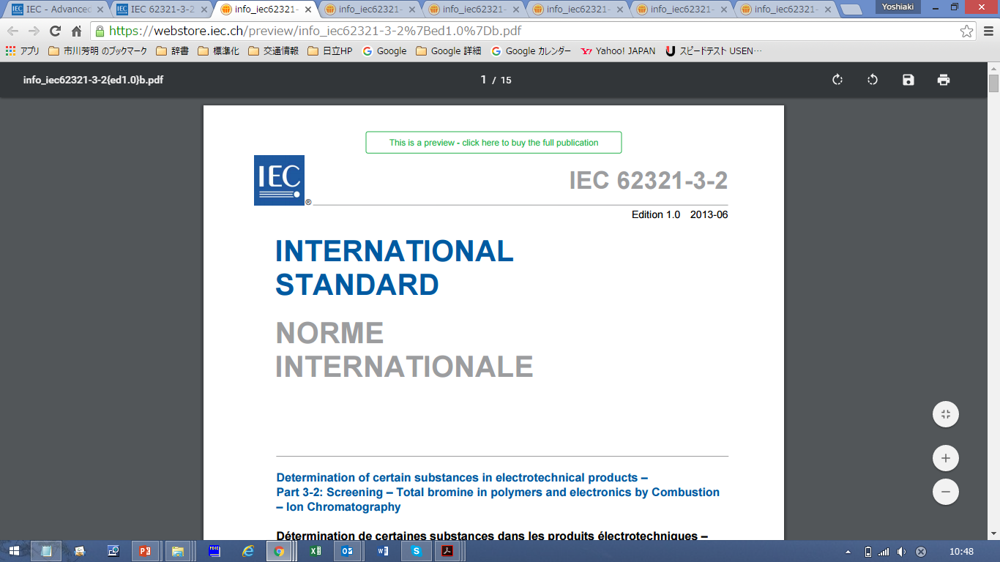 IEC - Advanced
IEC 62321-3-2
info_iec62321-
info_iec62321-
info_iec62321-
info_iec62321-
info_iec62321-
info_iec62321-
Yoshiaki
https://webstore.iec.ch/preview/info_iec62321-3-2%7Bed1.0%7Db.pdf
アプリ 市川芳明 のブックマーク 辞書 標準化 交通情報 日立HP Google Google 詳細 Google カレンダー Yahoo! JAPAN スピードテスト USEN…
info_iec62321-3-2{ed1.0}b.pdf
1 / 15
This is a preview - click here to buy the full publication
IEC
®
IEC 62321-3-2
Edition 1.0 2013-06
INTERNATIONAL
STANDARD
NORME
INTERNATIONALE
Determination of certain substances in electrotechnical products –
Part 3-2: Screening – Total bromine in polymers and electronics by Combustion
– Ion Chromatography
Détermination de certaines substances dans les produits électrotechniques –
10:48